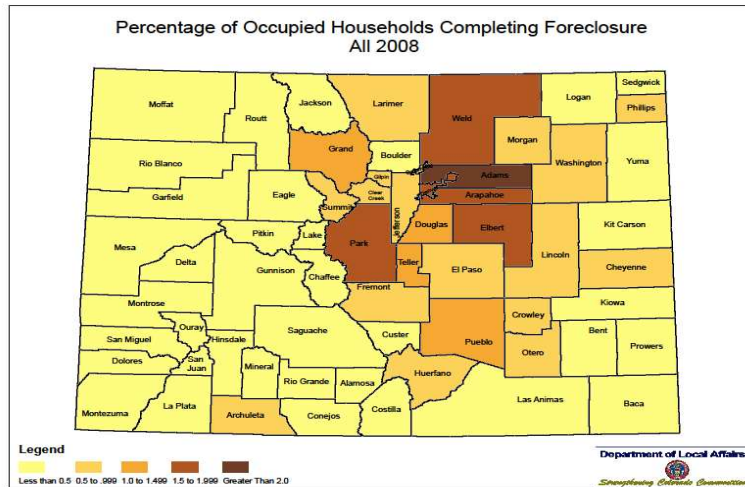 Percentage of Occupied Households Completing Foreclosure
All 2008
Sedgwick
Moffat
Routt
Jackson
Larimer
Logan
Phillips
Weld
Grand
Morgan
Rio Blanco
Boulder
Washington
Yuma
Gilpin
Adams
Garfield
Eagle
Clear
Creek
Arapahoe
Summit
Jefferson
Douglas
Elbert
Kit Carson
Pitkin
Lake
Park
Mesa
Delta
Teller
Lincoln
Gunnison
Chaffee
El Paso
Cheyenne
Fremont
Montrose
Kiowa
Crowley
Ouray
Saguache
Custer
Pueblo
Bent
San Miguel
Hinsdale
Otero
Prowers
Dolores
San
Juan
Mineral
Huerfano
Rio Grande
Alamosa
Las Animas
Baca
Montezuma
La Plata
Archuleta
Conejos
Costilla
Legend
Less than 0.5
0.5 to .999
1.0 to 1.499
1.5 to 1.999
Greater Than 2.0
Department of Local Affairs
Strengthening Colorado Communities